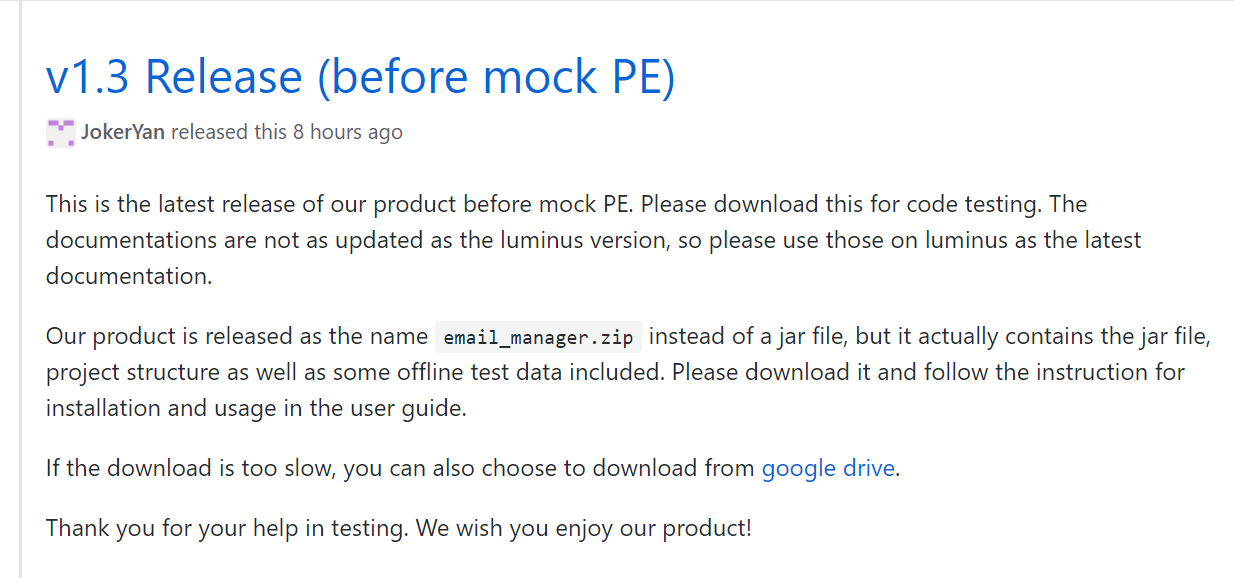 v1.3 Release (before mock PE)
JokerYan released this 8 hours ago
This is the latest release of our product before mock PE. Please download this for code testing. The
documentations are not as updated as the luminus version, so please use those on luminus as the latest
documentation.
Our product is released as the name email_manager.zip instead of a jar file, but it actually contains the jar file,
project structure as well as some offline test data included. Please download it and follow the instruction for
installation and usage in the user guide.
If the download is too slow, you can also choose to download from google drive.
Thank you for your help in testing. We wish you enjoy our product!